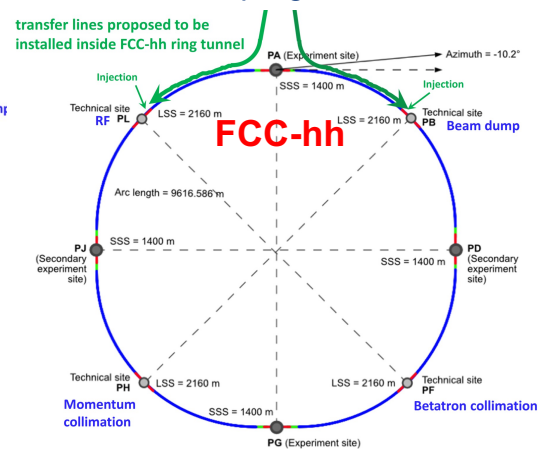 transfer lines proposed to be
installed inside FCC-hh ring tunnel
PA (Experiment site)
Azimuth = -10.2°
Injection
Injection
SSS = 1400 m
Technical site
PL
RF
LSS = 2160 m
FCC-hh
LSS = 2160 m
Technical site
PB
Beam dump
Arc length = 9616.586 m
PJ
(Secondary
experiment
site)
SSS = 1400 m
SSS = 1400 m
PD
(Secondary
experiment
site)
Technical site
PH
LSS = 2160 m
LSS = 2160 m
Technical site
PF
Momentum
collimation
SSS = 1400 m
Betatron collimation
PG (Experiment site)